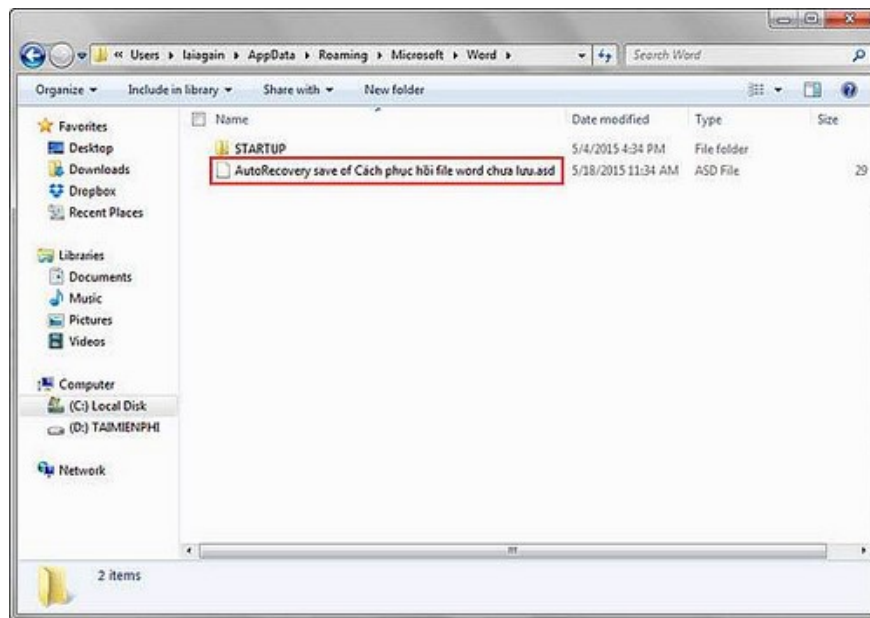 « Users ▸ laiagain ▸ AppData ▸ Roaming ▸ Microsoft ▸ Word ▸
Search Word
Organize Include in library Share with New folder
Name Date modified Type Size
STARTUP 5/4/2015 4:34 PM File folder
AutoRecovery save of Cách phục hồi file word chưa lưu.asd 5/18/2015 11:34 AM ASD File 29
Favorites
Desktop
Downloads
Dropbox
Recent Places
Libraries
Documents
Music
Pictures
Videos
Computer
(C:) Local Disk
(D:) TAIMIENPHI
Network
2 items